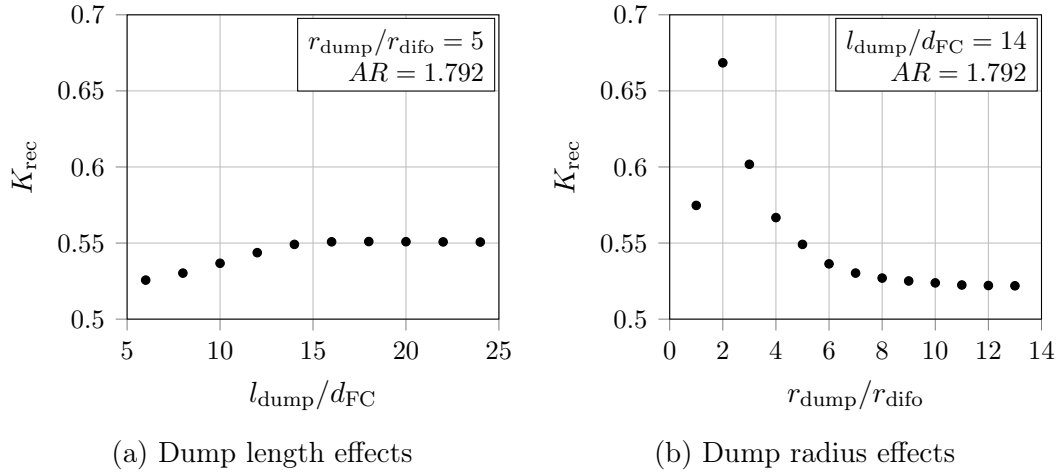 0.7
0.65
0.6
0.55
0.5
K_rec
5 10 15 20 25
l_dump/d_FC
r_dump/r_difo = 5
AR = 1.792
(a) Dump length effects
0.7
0.65
0.6
0.55
0.5
K_rec
0 2 4 6 8 10 12 14
r_dump/r_difo
l_dump/d_FC = 14
AR = 1.792
(b) Dump radius effects